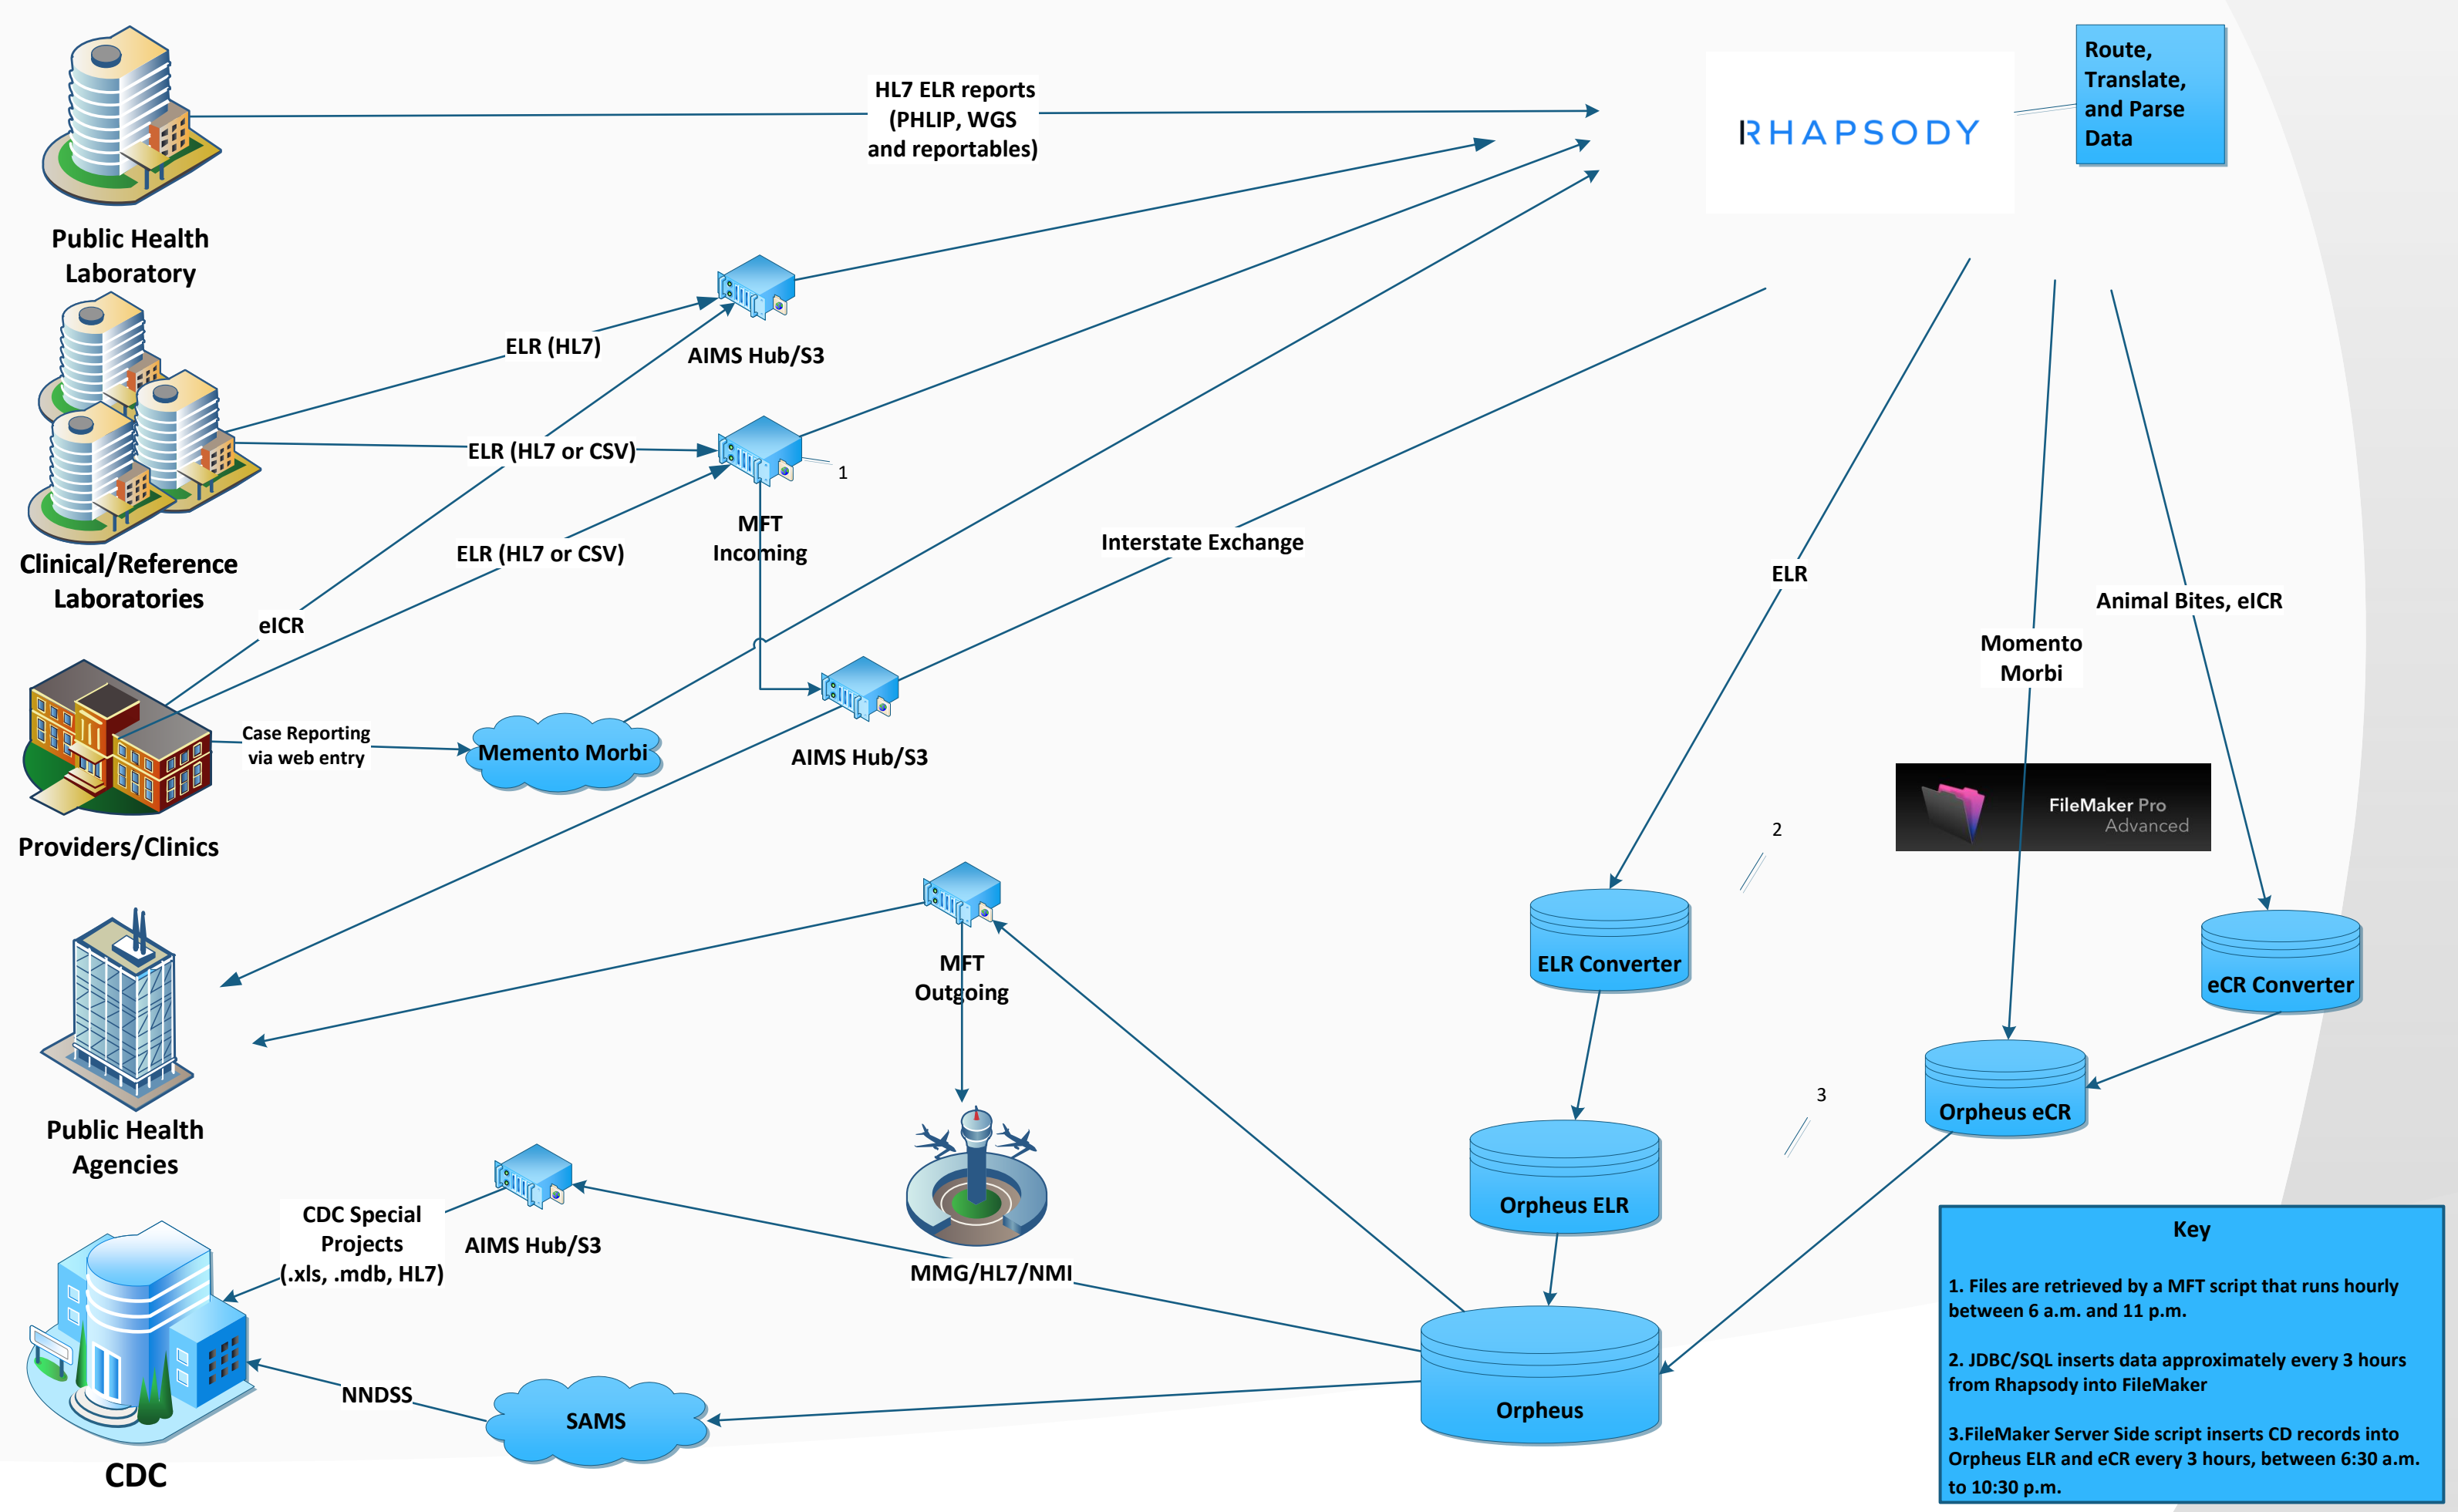 HL7 ELR reports
(PHLIP, WGS
and reportables)
RHAPSODY
Route,
Translate,
and Parse
Data
Public Health
Laboratory
ELR (HL7)
AIMS Hub/S3
ELR (HL7 or CSV)
1
MFT
Incoming
ELR (HL7 or CSV)
Clinical/Reference
Laboratories
eICR
Interstate Exchange
ELR
Animal Bites, eICR
Momento
Morbi
Case Reporting
via web entry
Memento Morbi
AIMS Hub/S3
Providers/Clinics
2
FileMaker Pro
Advanced
MFT
Outgoing
ELR Converter
eCR Converter
Public Health
Agencies
3
Orpheus eCR
Orpheus ELR
CDC Special
Projects
(.xls, .mdb, HL7)
AIMS Hub/S3
MMG/HL7/NMI
NNDSS
SAMS
Orpheus
CDC
Key
1. Files are retrieved by a MFT script that runs hourly
between 6 a.m. and 11 p.m.
2. JDBC/SQL inserts data approximately every 3 hours
from Rhapsody into FileMaker
3.FileMaker Server Side script inserts CD records into
Orpheus ELR and eCR every 3 hours, between 6:30 a.m.
to 10:30 p.m.